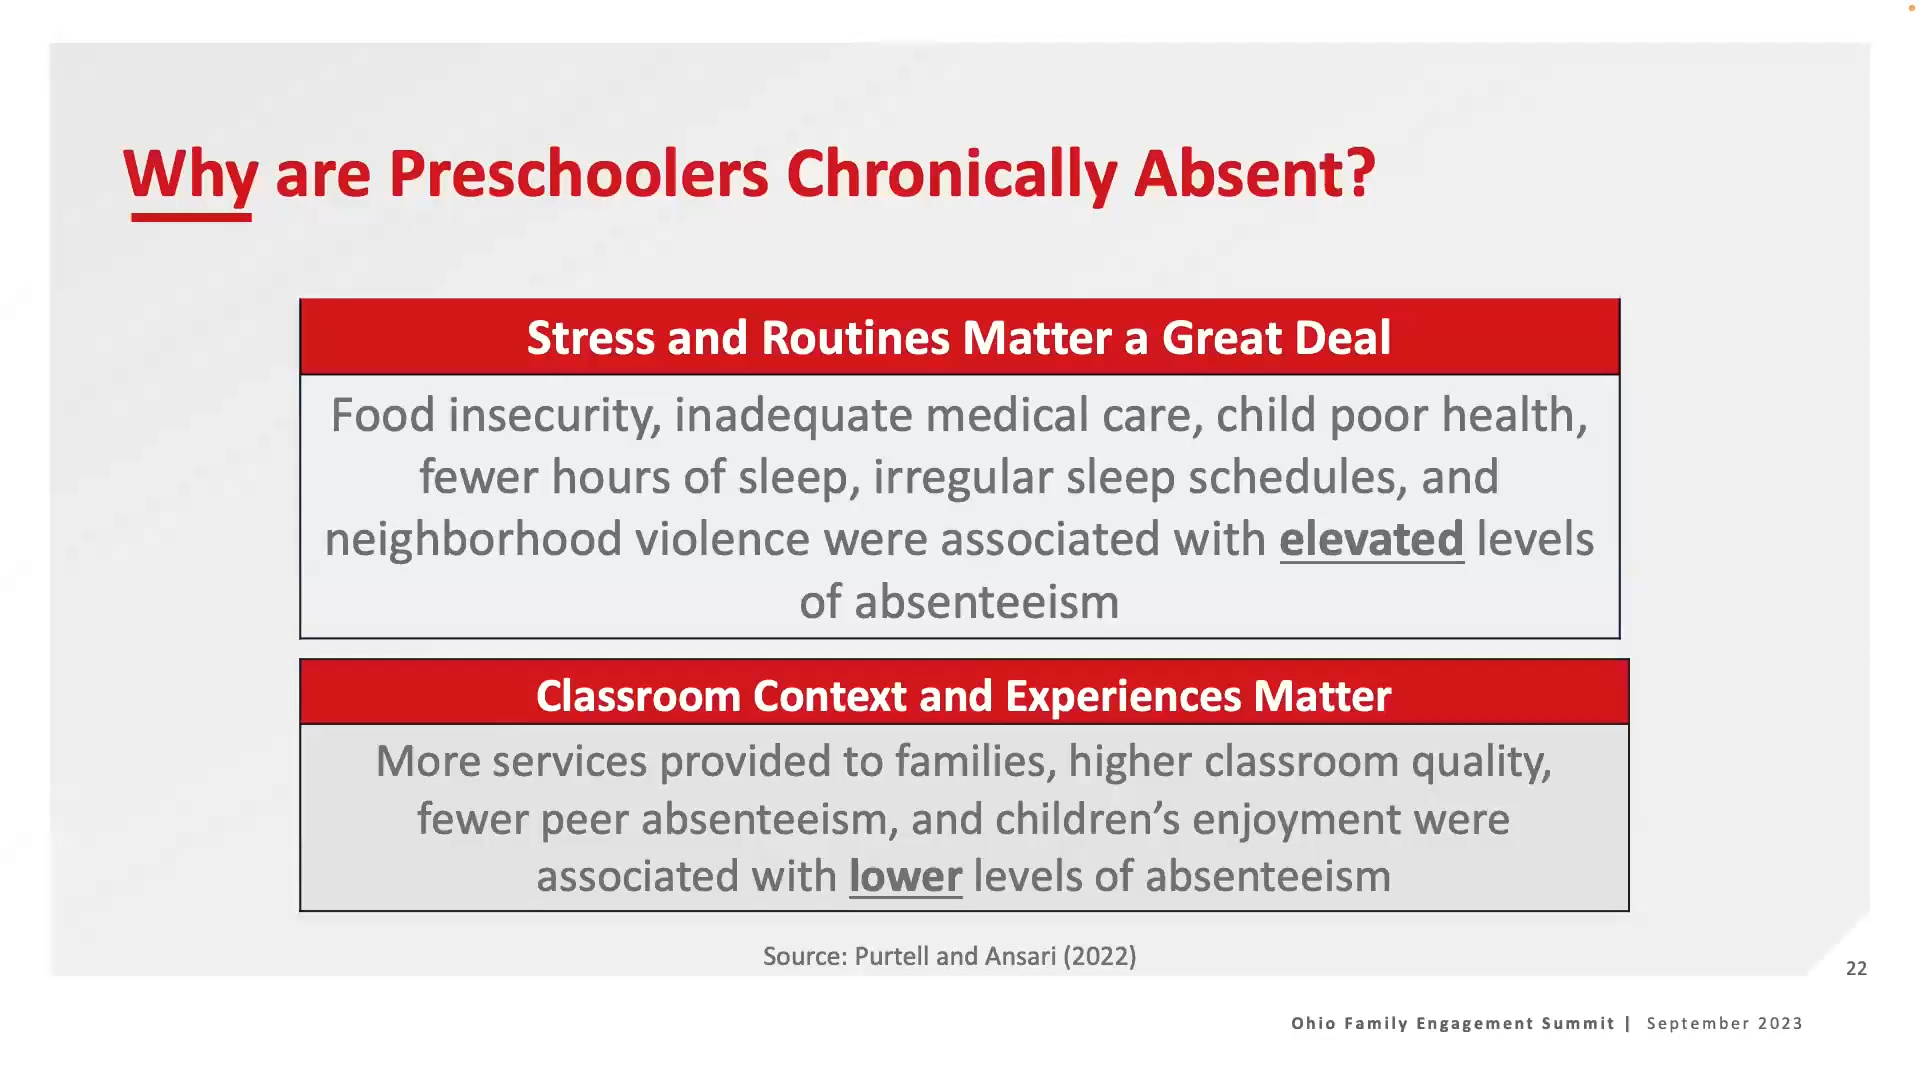 Why are Preschoolers Chronically Absent?
Stress and Routines Matter a Great Deal
Food insecurity, inadequate medical care, child poor health,
fewer hours of sleep, irregular sleep schedules, and
neighborhood violence were associated with elevated levels
of absenteeism
Classroom Context and Experiences Matter
More services provided to families, higher classroom quality,
fewer peer absenteeism, and children’s enjoyment were
associated with lower levels of absenteeism
Source: Purtell and Ansari (2022)
22
Ohio Family Engagement Summit | September 2023